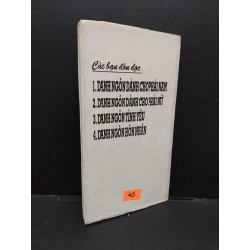 Các bạn đón đọc
1. DANH NGÔN DÀNH CHO PHÁI NAM
2. DANH NGÔN DÀNH CHO PHÁI NỮ
3. DANH NGÔN TÌNH YÊU
4. DANH NGÔN HÔN NHÂN
40